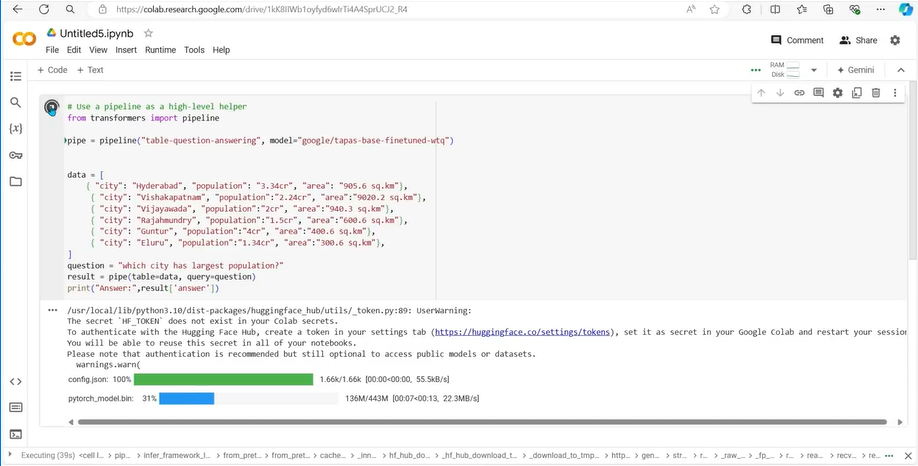 https://colab.research.google.com/drive/1kK8IIWb1oyfyd6wIrTi4A4SprUCJ2_R4
Untitled5.ipynb
File Edit View Insert Runtime Tools Help
Comment Share
+ Code + Text
RAM
Disk
Gemini
# Use a pipeline as a high-level helper
from transformers import pipeline
pipe = pipeline("table-question-answering", model="google/tapas-base-finetuned-wtq")
data = [
{ "city": "Hyderabad", "population": "3.34cr", "area": "905.6 sq.km"},
{ "city": "Vishakapatnam", "population":"2.24cr", "area":"9020.2 sq.km"},
{ "city": "Vijayawada", "population":"2cr", "area":"940.3 sq.km"},
{ "city": "Rajahmundry", "population":"1.5cr", "area":"600.6 sq.km"},
{ "city": "Guntur", "population":"4cr", "area":"400.6 sq.km"},
{ "city": "Eluru", "population":"1.34cr", "area":"300.6 sq.km"},
]
question = "which city has largest population?"
result = pipe(table=data, query=question)
print("Answer:",result['answer'])
/usr/local/lib/python3.10/dist-packages/huggingface_hub/utils/_token.py:89: UserWarning:
The secret `HF_TOKEN` does not exist in your Colab secrets.
To authenticate with the Hugging Face Hub, create a token in your settings tab (https://huggingface.co/settings/tokens), set it as secret in your Google Colab and restart your session
You will be able to reuse this secret in all of your notebooks.
Please note that authentication is recommended but still optional to access public models or datasets.
warnings.warn(
config.json: 100% 1.66k/1.66k [00:00<00:00, 55.5kB/s]
pytorch_model.bin: 31% 136M/443M [00:07<00:13, 22.3MB/s]
Executing (39s) <cell l... > pip... > infer_framework_l... > from_pret... > from_pret... > cache... > _inn... > hf_hub_do... > _hf_hub_download_t... > _download_to_tmp... > http... > gen... > str... > r... > _raw_... > _fp_... > r... > rea... > recv... > re...